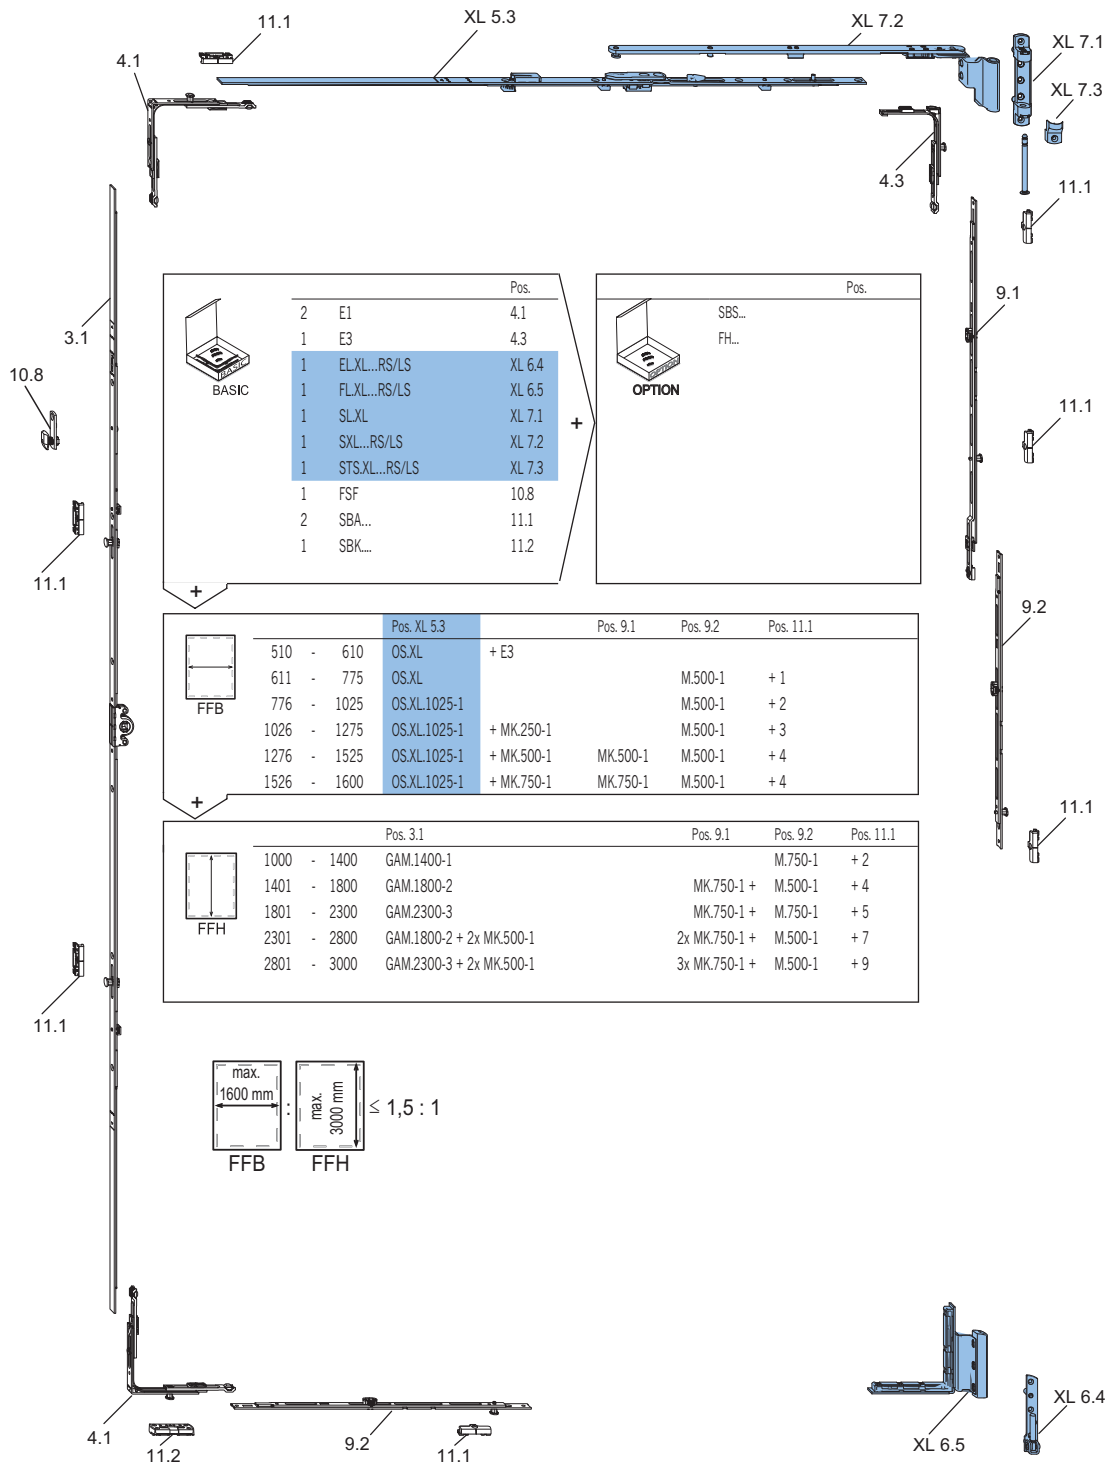 11.1
XL 5.3
XL 7.2
XL 7.1
4.1
XL 7.3
4.3
11.1
3.1
9.1
10.8
11.1
11.1
9.2
11.1
11.1
BASIC
BASIC
Pos.
2 E1 4.1
1 E3 4.3
1 EL.XL...RS/LS XL 6.4
1 FL.XL...RS/LS XL 6.5
1 SL.XL XL 7.1
1 SXL...RS/LS XL 7.2
1 STS.XL...RS/LS XL 7.3
1 FSF 10.8
2 SBA... 11.1
1 SBK.... 11.2
+
OPTION
OPTION
Pos.
SBS...
FH...
+
FFB
Pos. XL 5.3 Pos. 9.1 Pos. 9.2 Pos. 11.1
510 - 610 OS.XL + E3
611 - 775 OS.XL M.500-1 + 1
776 - 1025 OS.XL.1025-1 M.500-1 + 2
1026 - 1275 OS.XL.1025-1 + MK.250-1 M.500-1 + 3
1276 - 1525 OS.XL.1025-1 + MK.500-1 MK.500-1 M.500-1 + 4
1526 - 1600 OS.XL.1025-1 + MK.750-1 MK.750-1 M.500-1 + 4
+
FFH
Pos. 3.1 Pos. 9.1 Pos. 9.2 Pos. 11.1
1000 - 1400 GAM.1400-1 M.750-1 + 2
1401 - 1800 GAM.1800-2 MK.750-1 + M.500-1 + 4
1801 - 2300 GAM.2300-3 MK.750-1 + M.750-1 + 5
2301 - 2800 GAM.1800-2 + 2x MK.500-1 2x MK.750-1 + M.500-1 + 7
2801 - 3000 GAM.2300-3 + 2x MK.500-1 3x MK.750-1 + M.500-1 + 9
max.
1600 mm
FFB
:
max.
3000 mm
FFH
≤ 1,5 : 1
4.1
11.2
9.2
11.1
XL 6.5
XL 6.4